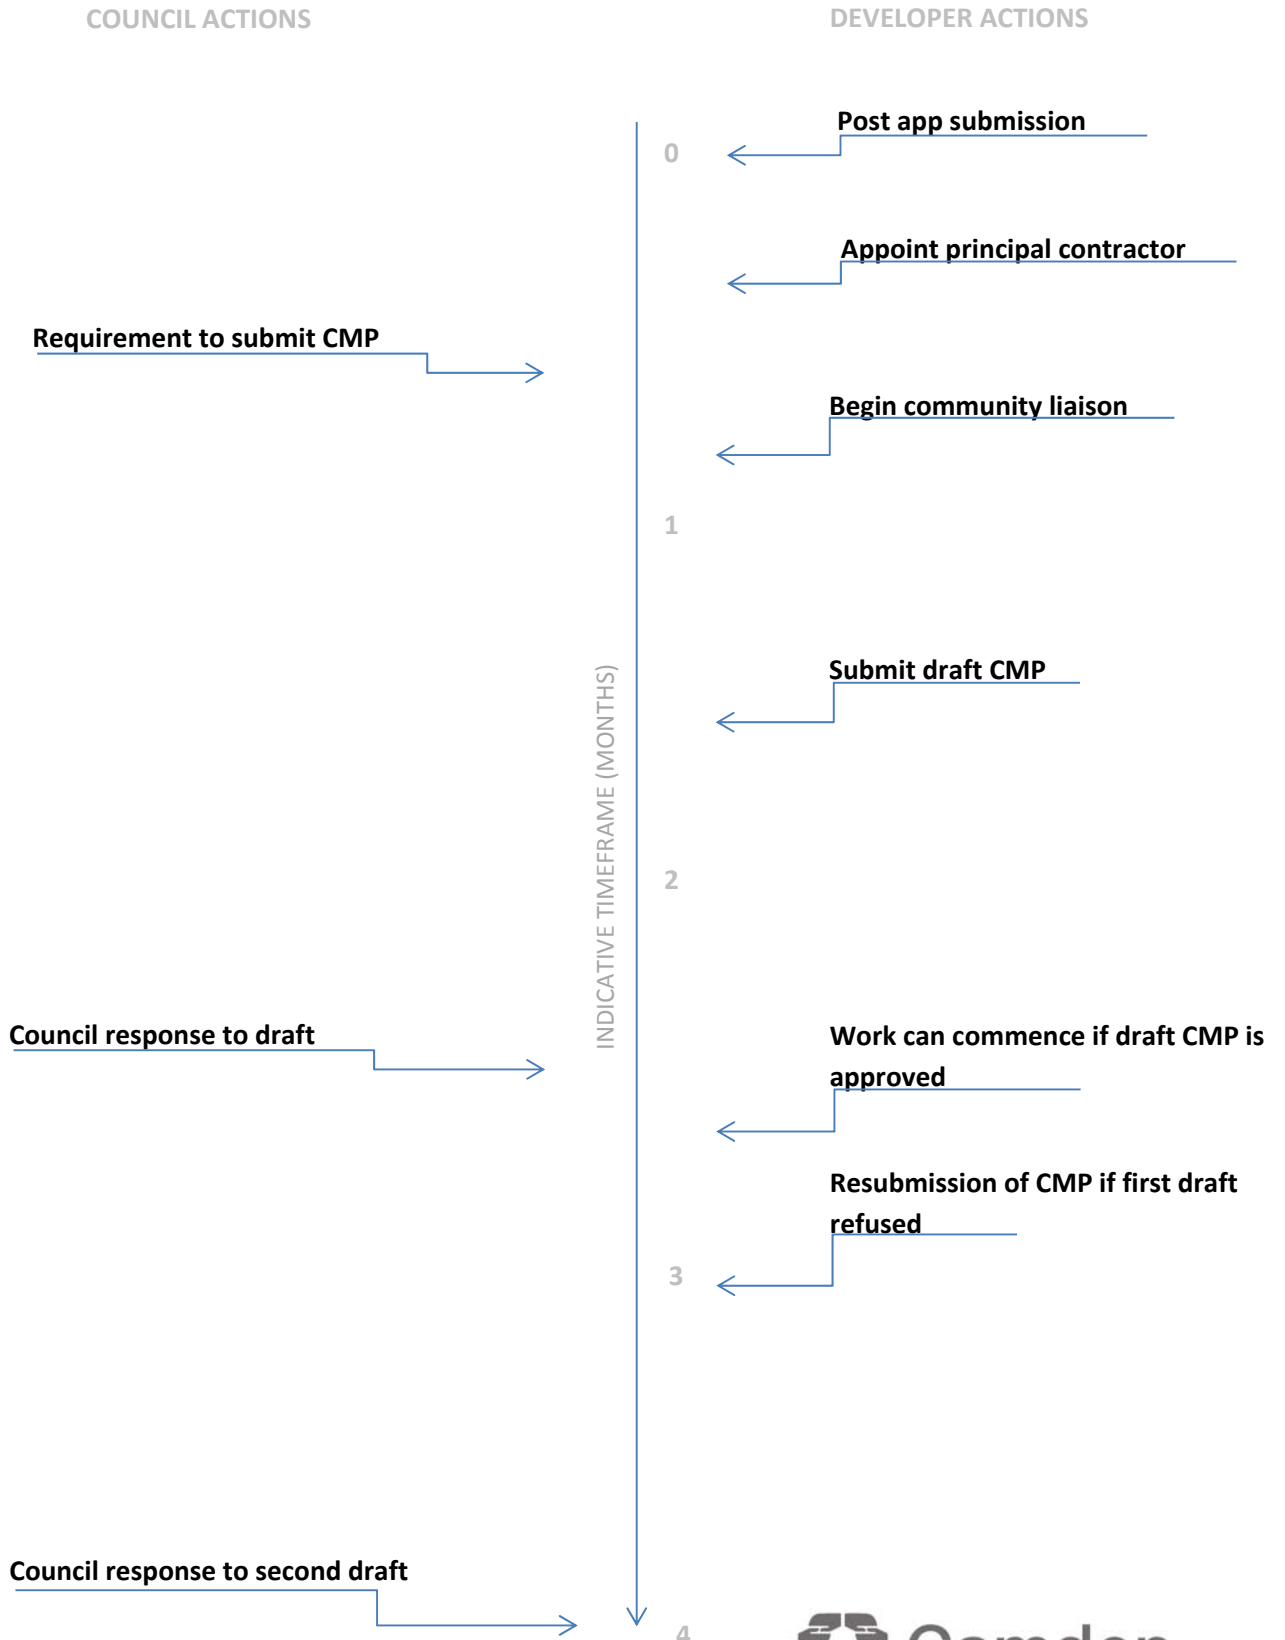 COUNCIL ACTIONS
DEVELOPER ACTIONS
Post app submission
0
Appoint principal contractor
Requirement to submit CMP
Begin community liaison
1
Submit draft CMP
INDICATIVE TIMEFRAME (MONTHS)
2
Council response to draft
Work can commence if draft CMP is
approved
Resubmission of CMP if first draft
refused
3
Council response to second draft
4
Camden